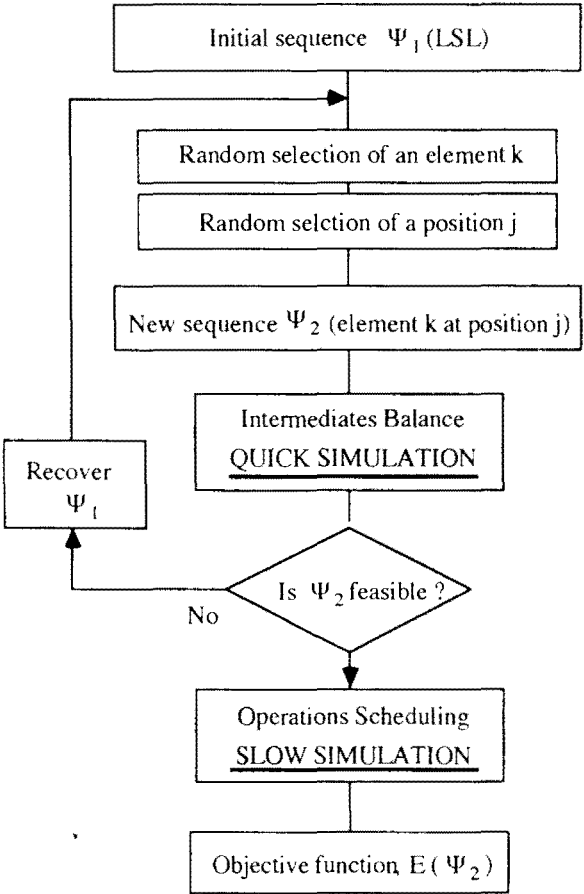 Initial sequence Ψ1 (LSL)
Random selection of an element k
Random selction of a position j
New sequence Ψ2 (element k at position j)
Intermediates Balance
QUICK SIMULATION
Recover
Ψ1
Is Ψ2 feasible ?
No
Operations Scheduling
SLOW SIMULATION
Objective function, E ( Ψ2 )